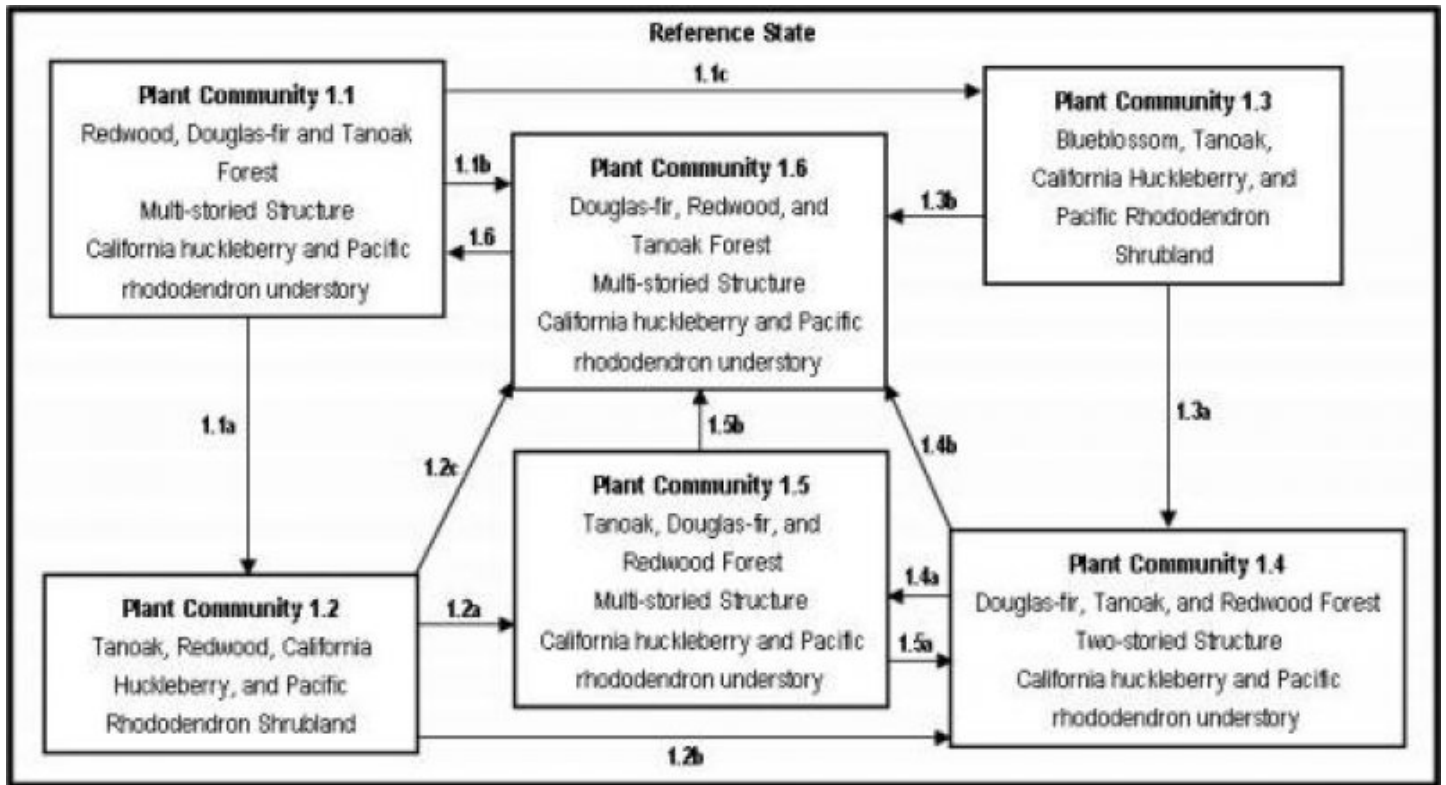 Reference State
Plant Community 1.1
Redwood, Douglas-fir and Tanoak
Forest
Multi-storied Structure
California huckleberry and Pacific
rhododendron understory
1.1c
Plant Community 1.3
Blueblossom, Tanoak,
California Huckleberry, and
Pacific Rhododendron
Shrubland
1.1b
1.6
Plant Community 1.6
Douglas-fir, Redwood, and
Tanoak Forest
Multi-storied Structure
California huckleberry and Pacific
rhododendron understory
1.3b
1.1a
1.2c
1.5b
1.4b
1.3a
Plant Community 1.5
Tanoak, Douglas-fir, and
Redwood Forest
Multi-storied Structure
California huckleberry and Pacific
rhododendron understory
Plant Community 1.2
Tanoak, Redwood, California
Huckleberry, and Pacific
Rhododendron Shrubland
1.2a
1.4a
1.5a
Plant Community 1.4
Douglas-fir, Tanoak, and Redwood Forest
Two-storied Structure
California huckleberry and Pacific
rhododendron understory
1.2b